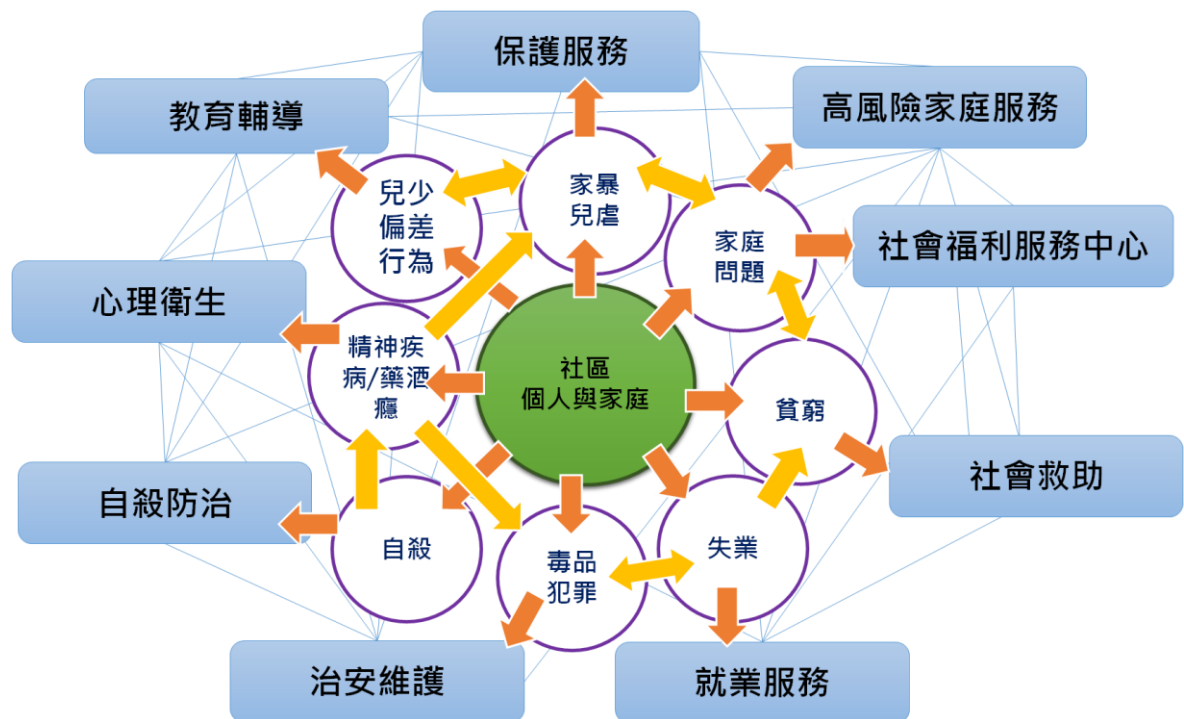 保護服務
教育輔導
高風險家庭服務
兒少
偏差
行為
家暴
兒虐
家庭
問題
社會福利服務中心
心理衛生
精神疾
病/藥酒
癮
社區
個人與家庭
貧窮
自殺防治
社會救助
自殺
毒品
犯罪
失業
治安維護
就業服務